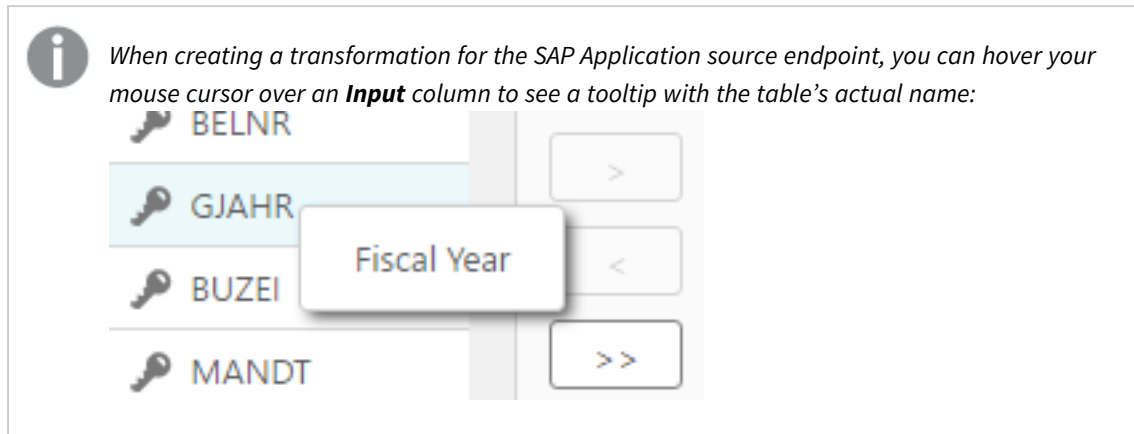 When creating a transformation for the SAP Application source endpoint, you can hover your
mouse cursor over an Input column to see a tooltip with the table’s actual name:
BELNR
>
GJAHR
Fiscal Year
<
BUZEI
>>
MANDT